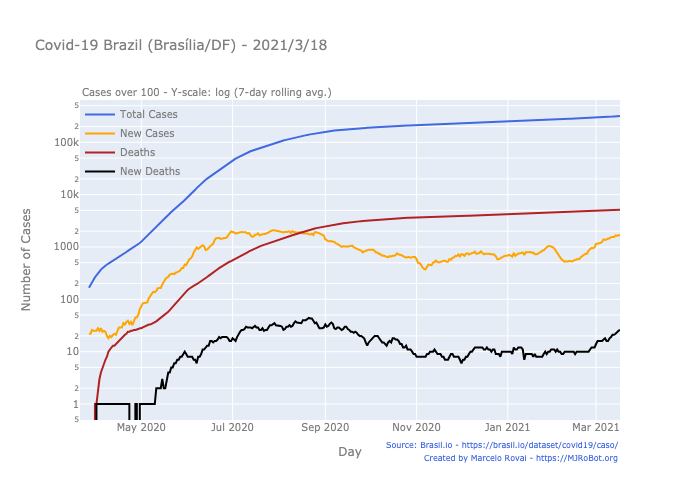 Covid-19 Brazil (Brasília/DF) - 2021/3/18
Cases over 100 - Y-scale: log (7-day rolling avg.)
Total Cases
New Cases
Deaths
New Deaths
Number of Cases
5
100k
5
2
10k
5
2
1000
5
2
100
5
2
10
5
2
1
5
May 2020
Jul 2020
Sep 2020
Nov 2020
Jan 2021
Mar 2021
Day
Source: Brasil.io - https://brasil.io/dataset/covid19/caso/
Created by Marcelo Rovai - https://MJRoBot.org